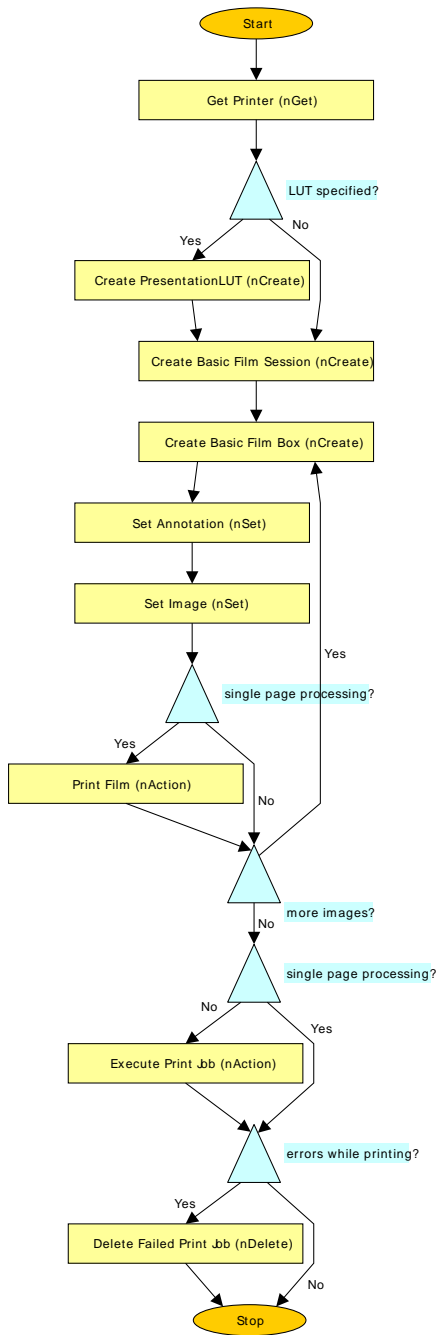 Start
Get Printer (nGet)
LUT specified?
Yes
No
Create PresentationLUT (nCreate)
Create Basic Film Session (nCreate)
Create Basic Film Box (nCreate)
Set Annotation (nSet)
Set Image (nSet)
Yes
single page processing?
Yes
Print Film (nAction)
No
more images?
No
single page processing?
No
Yes
Execute Print Job (nAction)
errors while printing?
Yes
Delete Failed Print Job (nDelete)
No
Stop